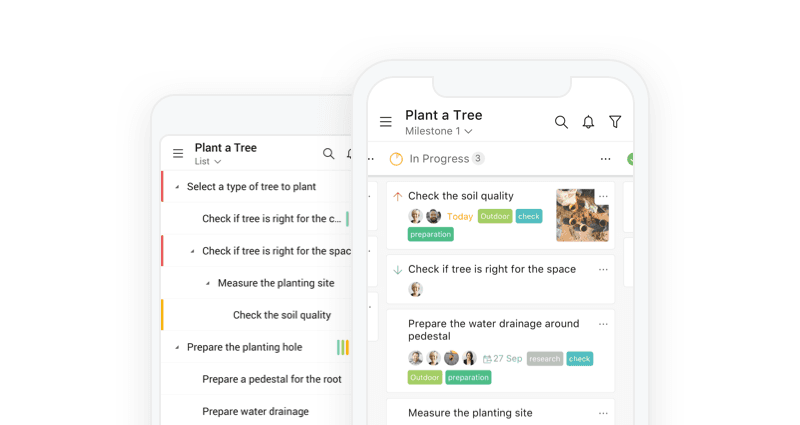 Plant a Tree
List
Select a type of tree to plant
Check if tree is right for the c...
Check if tree is right for the spac
Measure the planting site
Check the soil quality
Prepare the planting hole
Prepare a pedestal for the root
Prepare water drainage
Plant a Tree
Milestone 1
In Progress 3
Check the soil quality
Today Outdoor check
preparation
Check if tree is right for the space
Prepare the water drainage around
pedestal
27 Sep research check
Outdoor preparation
Measure the planting site